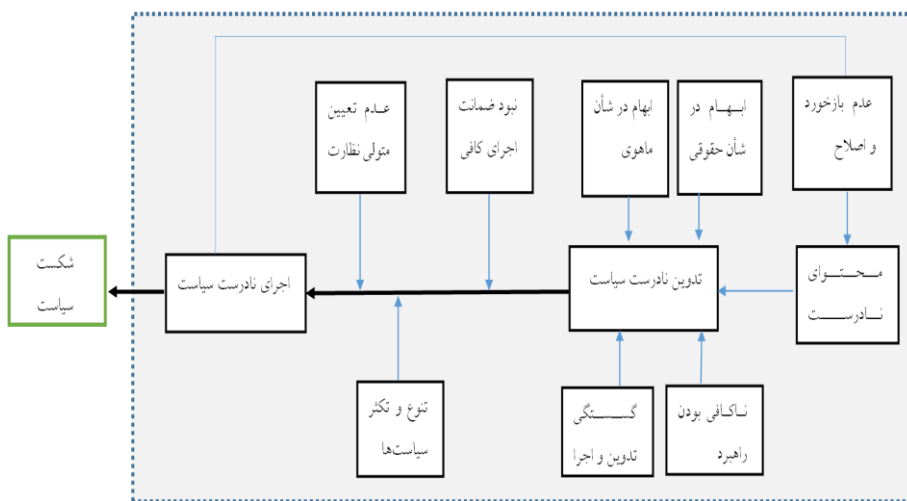 عدم بازخورد
و اصلاح
ابهام در
شأن حقوقی
ابهام در شأن
ماهوی
نبود ضمانت
اجرای کافی
عدم تعیین
متولی نظارت
محتوای
نادرست
تدوین نادرست سیاست
اجرای نادرست سیاست
شکست
سیاست
ناکافی بودن
راهبرد
گسستگی
تدوین و اجرا
تنوع و تکثر
سیاست‌ها